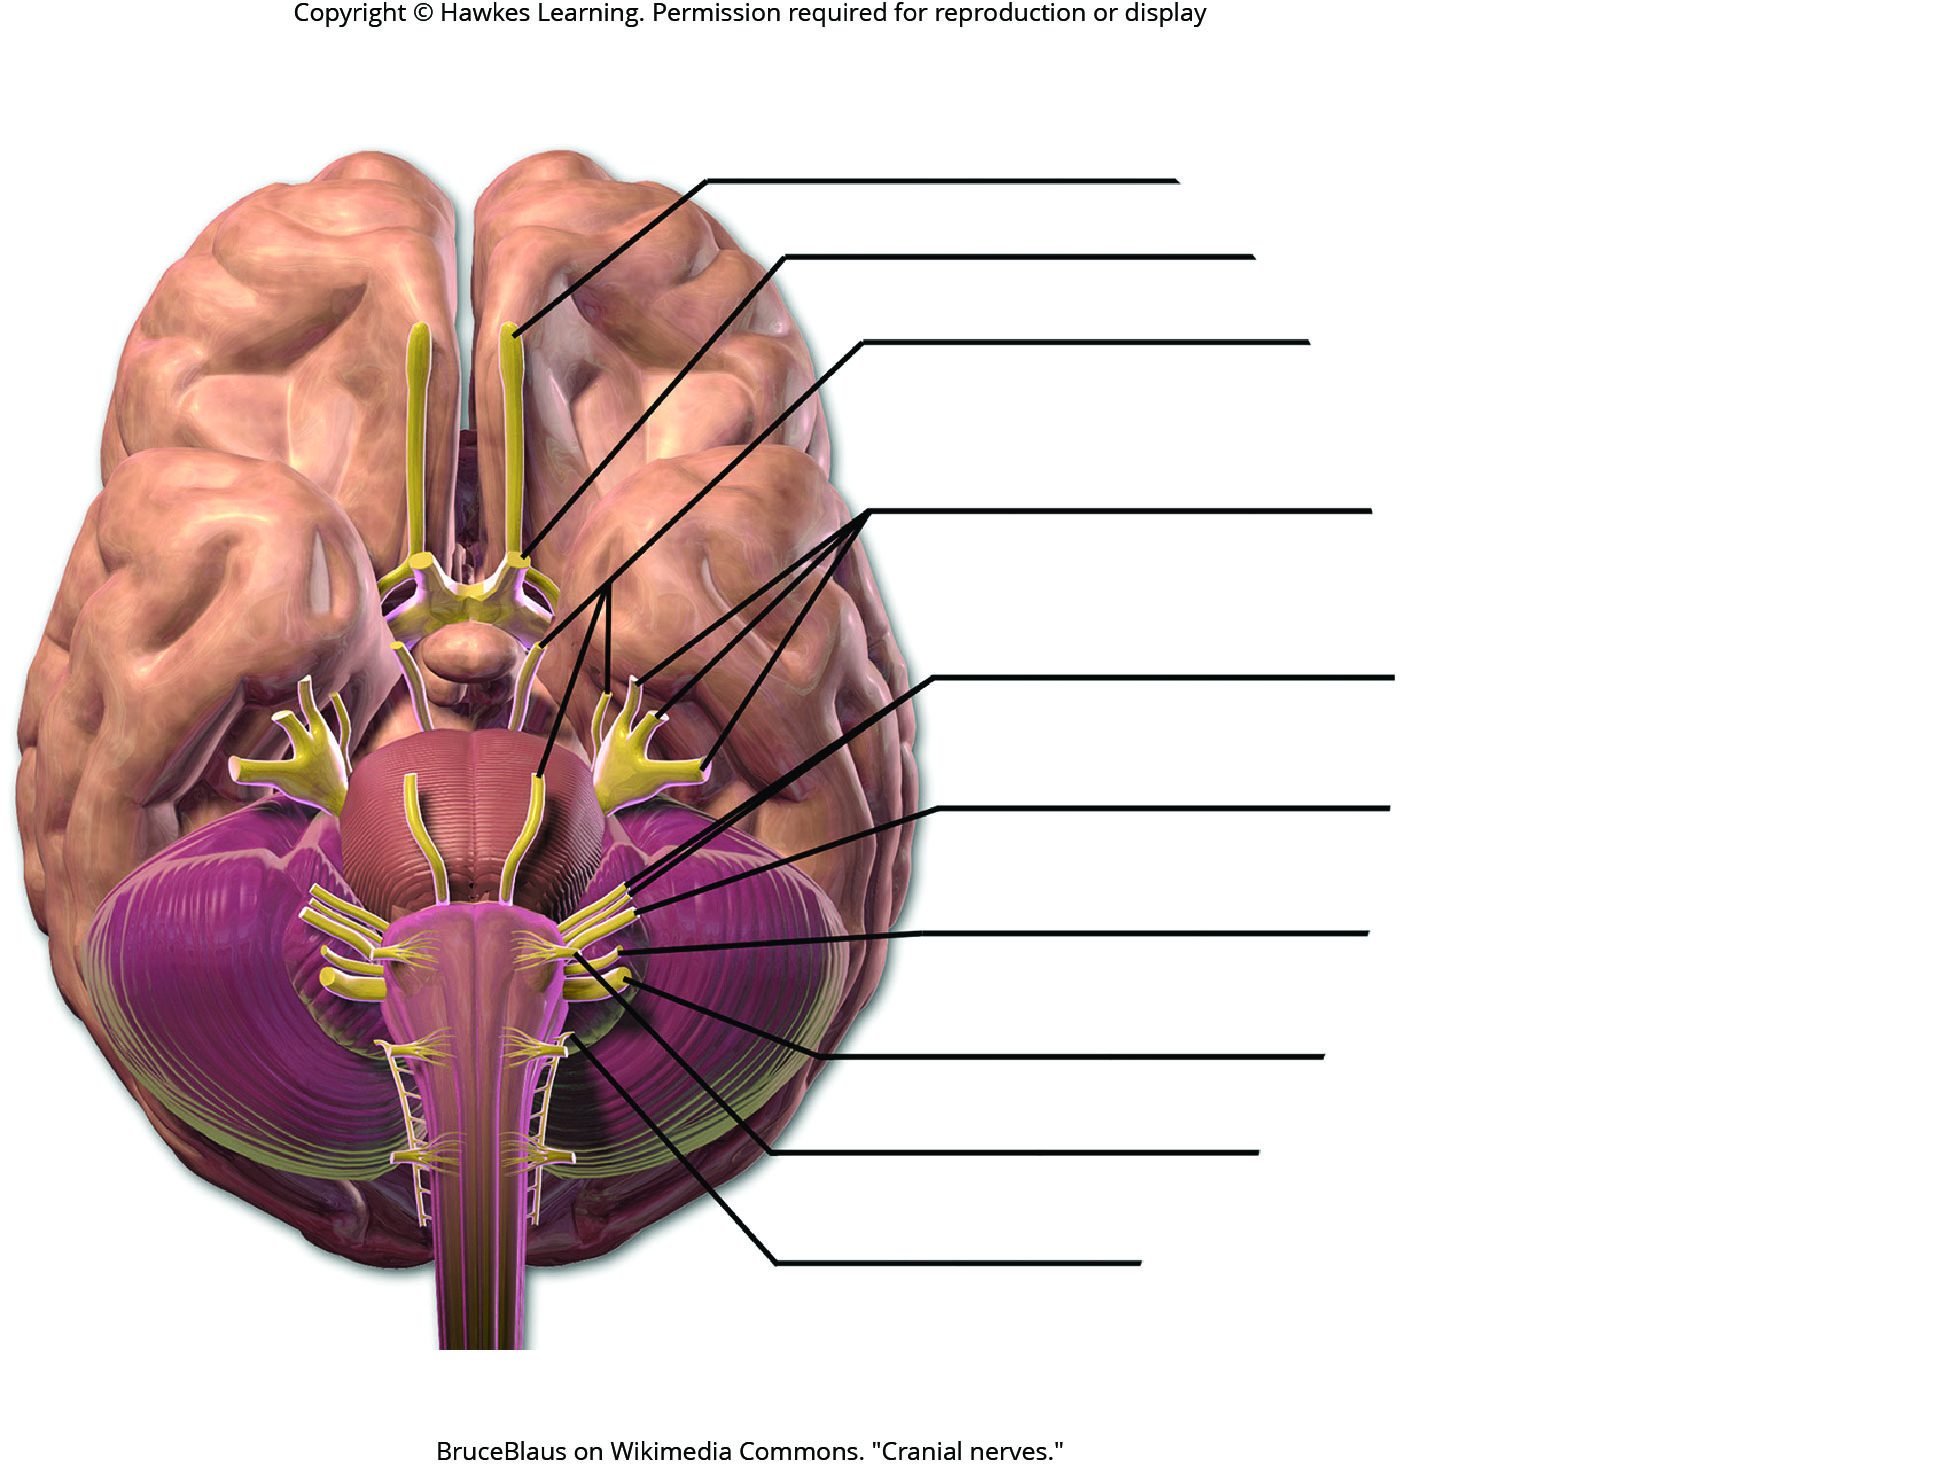 Copyright © Hawkes Learning. Permission required for reproduction or display
BruceBlaus on Wikimedia Commons. "Cranial nerves."